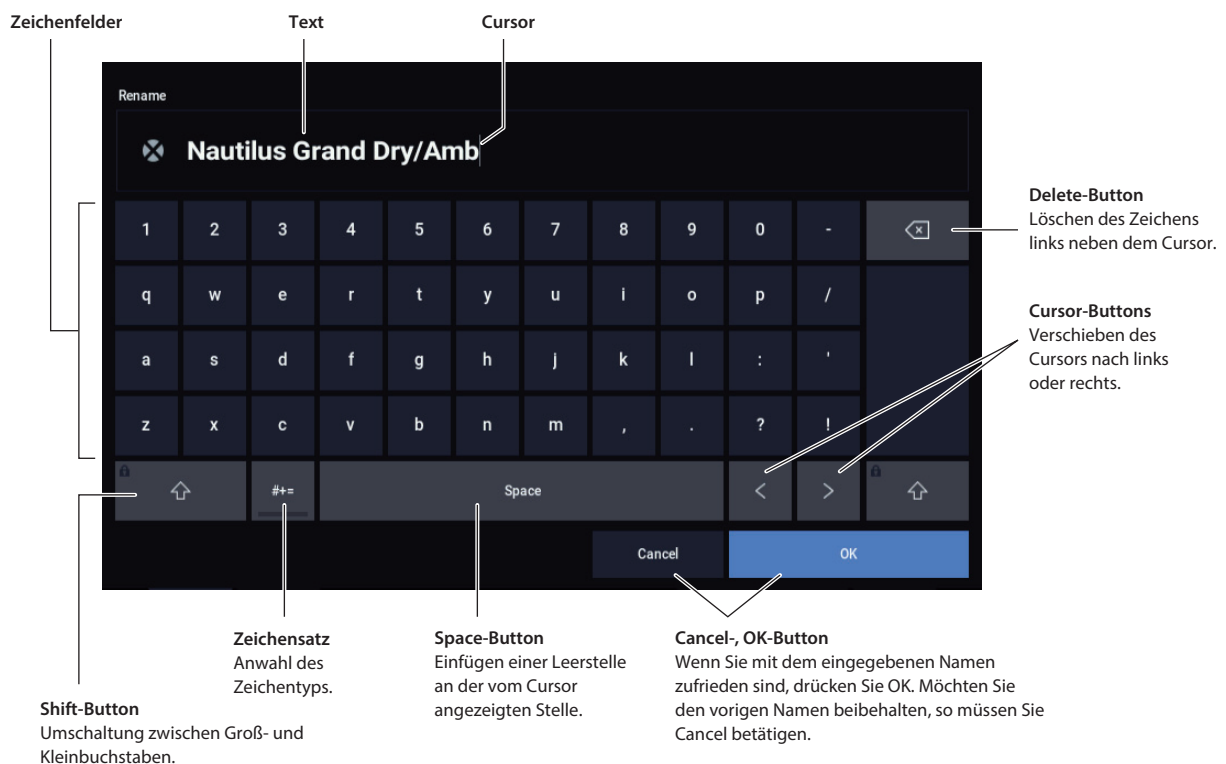 Zeichenfelder Text Cursor
Rename
Nautilus Grand Dry/Amb
1 2 3 4 5 6 7 8 9 0 -
q w e r t y u i o p /
a s d f g h j k l : '
z x c v b n m , . ? !
#+= Space < >
Cancel OK
Delete-Button
Löschen des Zeichens
links neben dem Cursor.
Cursor-Buttons
Verschieben des
Cursors nach links
oder rechts.
Shift-Button
Umschaltung zwischen Groß- und
Kleinbuchstaben.
Zeichensatz
Anwahl des
Zeichentyps.
Space-Button
Einfügen einer Leerstelle
an der vom Cursor
angezeigten Stelle.
Cancel-, OK-Button
Wenn Sie mit dem eingegebenen Namen
zufrieden sind, drücken Sie OK. Möchten Sie
den vorigen Namen beibehalten, so müssen Sie
Cancel betätigen.